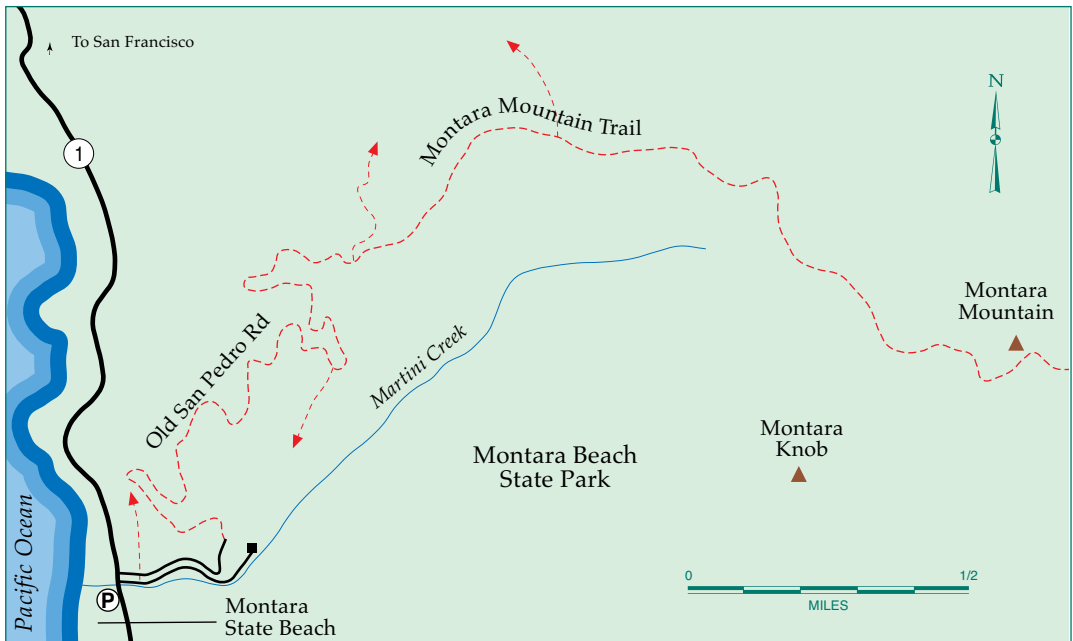 To San Francisco
N
Montara Mountain Trail
1
Montara
Mountain
Old San Pedro Rd
Martini Creek
Montara
Knob
Montara Beach
State Park
Pacific Ocean
0 1/2
MILES
P
Montara
State Beach